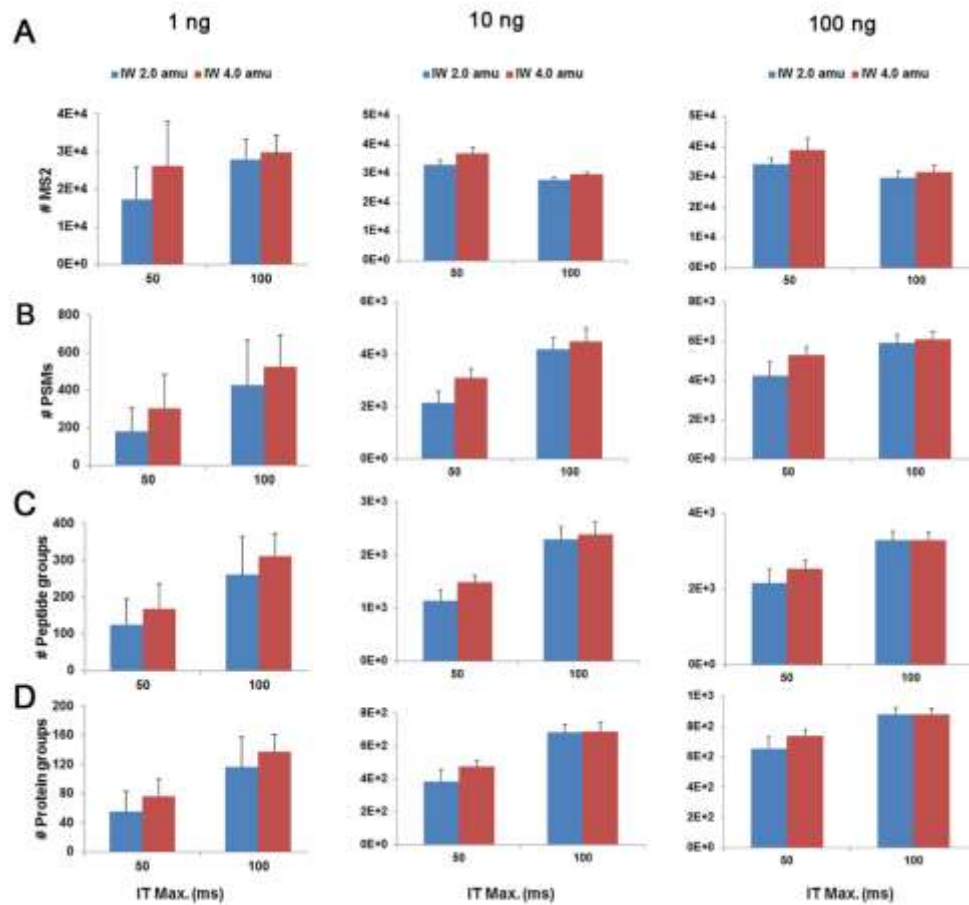 1 ng 10 ng 100 ng
A
IW 2.0 amu IW 4.0 amu IW 2.0 amu IW 4.0 amu IW 2.0 amu IW 4.0 amu
# MS2
4E+4
3E+4
2E+4
1E+4
0E+0
50 100
5E+4
4E+4
3E+4
2E+4
1E+4
0E+0
50 100
5E+4
4E+4
3E+4
2E+4
1E+4
0E+0
50 100
B
# PSMs
800
600
400
200
0
50 100
6E+3
4E+3
2E+3
0E+0
50 100
8E+3
6E+3
4E+3
2E+3
0E+0
50 100
C
# Peptide groups
400
300
200
100
0
50 100
3E+3
2E+3
1E+3
0E+0
50 100
4E+3
2E+3
0E+0
50 100
D
# Protein groups
200
160
120
80
40
0
50 100
IT Max. (ms)
8E+2
6E+2
4E+2
2E+2
0E+0
50 100
IT Max. (ms)
1E+3
8E+2
6E+2
4E+2
2E+2
0E+0
50 100
IT Max. (ms)